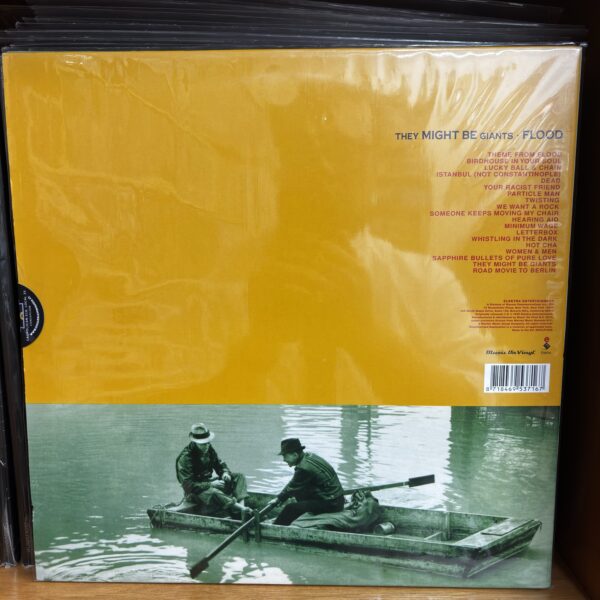 THEY MIGHT BE GIANTS · FLOOD
THEME FROM FLOOD
BIRDHOUSE IN YOUR SOUL
LUCKY BALL & CHAIN
ISTANBUL (NOT CONSTANTINOPLE)
DEAD
YOUR RACIST FRIEND
PARTICLE MAN
TWISTING
WE WANT A ROCK
SOMEONE KEEPS MOVING MY CHAIR
HEARING AID
MINIMUM WAGE
LETTERBOX
WHISTLING IN THE DARK
HOT CHA
WOMEN & MEN
SAPPHIRE BULLETS OF PURE LOVE
THEY MIGHT BE GIANTS
ROAD MOVIE TO BERLIN
ELEKTRA ENTERTAINMENT
Music On Vinyl
8 718469 537167